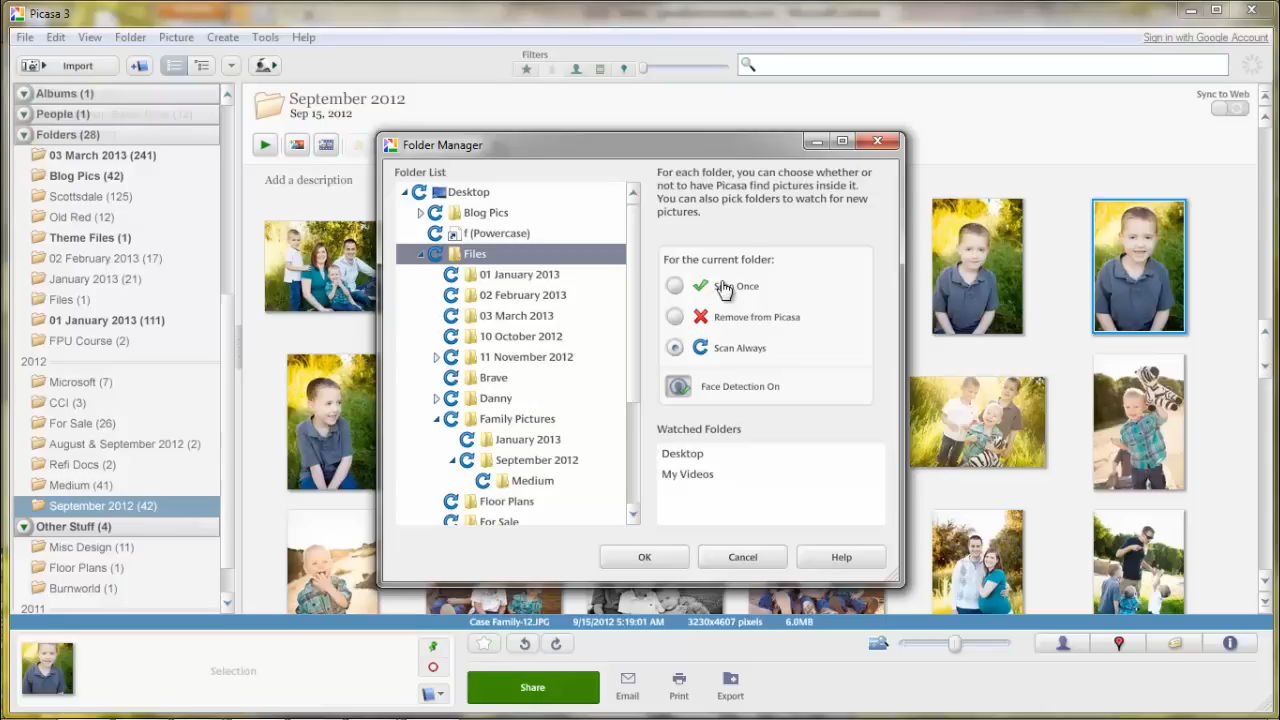 Picasa 3
File Edit View Folder Picture Create Tools Help
Sign in with Google Account
Import
Filters
Albums (1)
People (1)
Folders (28)
03 March 2013 (241)
Blog Pics (42)
Scottsdale (125)
Old Red (12)
Theme Files (1)
02 February 2013 (17)
January 2013 (21)
Files (1)
01 January 2013 (111)
FPU Course (2)
2012
Microsoft (7)
CCI (3)
For Sale (26)
August & September 2012 (2)
Refi Docs (2)
Medium (41)
September 2012 (42)
Other Stuff (4)
Misc Design (11)
Floor Plans (1)
Burnworld (1)
2011
September 2012
Sep 15, 2012
Sync to Web
Add a description
Folder Manager
Folder List
Desktop
Blog Pics
f (Powercase)
Files
01 January 2013
02 February 2013
03 March 2013
10 October 2012
11 November 2012
Brave
Danny
Family Pictures
January 2013
September 2012
Medium
Floor Plans
For Sale
For each folder, you can choose whether or
not to have Picasa find pictures inside it.
You can also pick folders to watch for new
pictures.
For the current folder:
Scan Once
Remove from Picasa
Scan Always
Face Detection On
Watched Folders
Desktop
My Videos
OK Cancel Help
Case Family-12.JPG 9/15/2012 5:19:01 AM 3230x4607 pixels 6.0MB
Selection
Share
Email
Print
Export